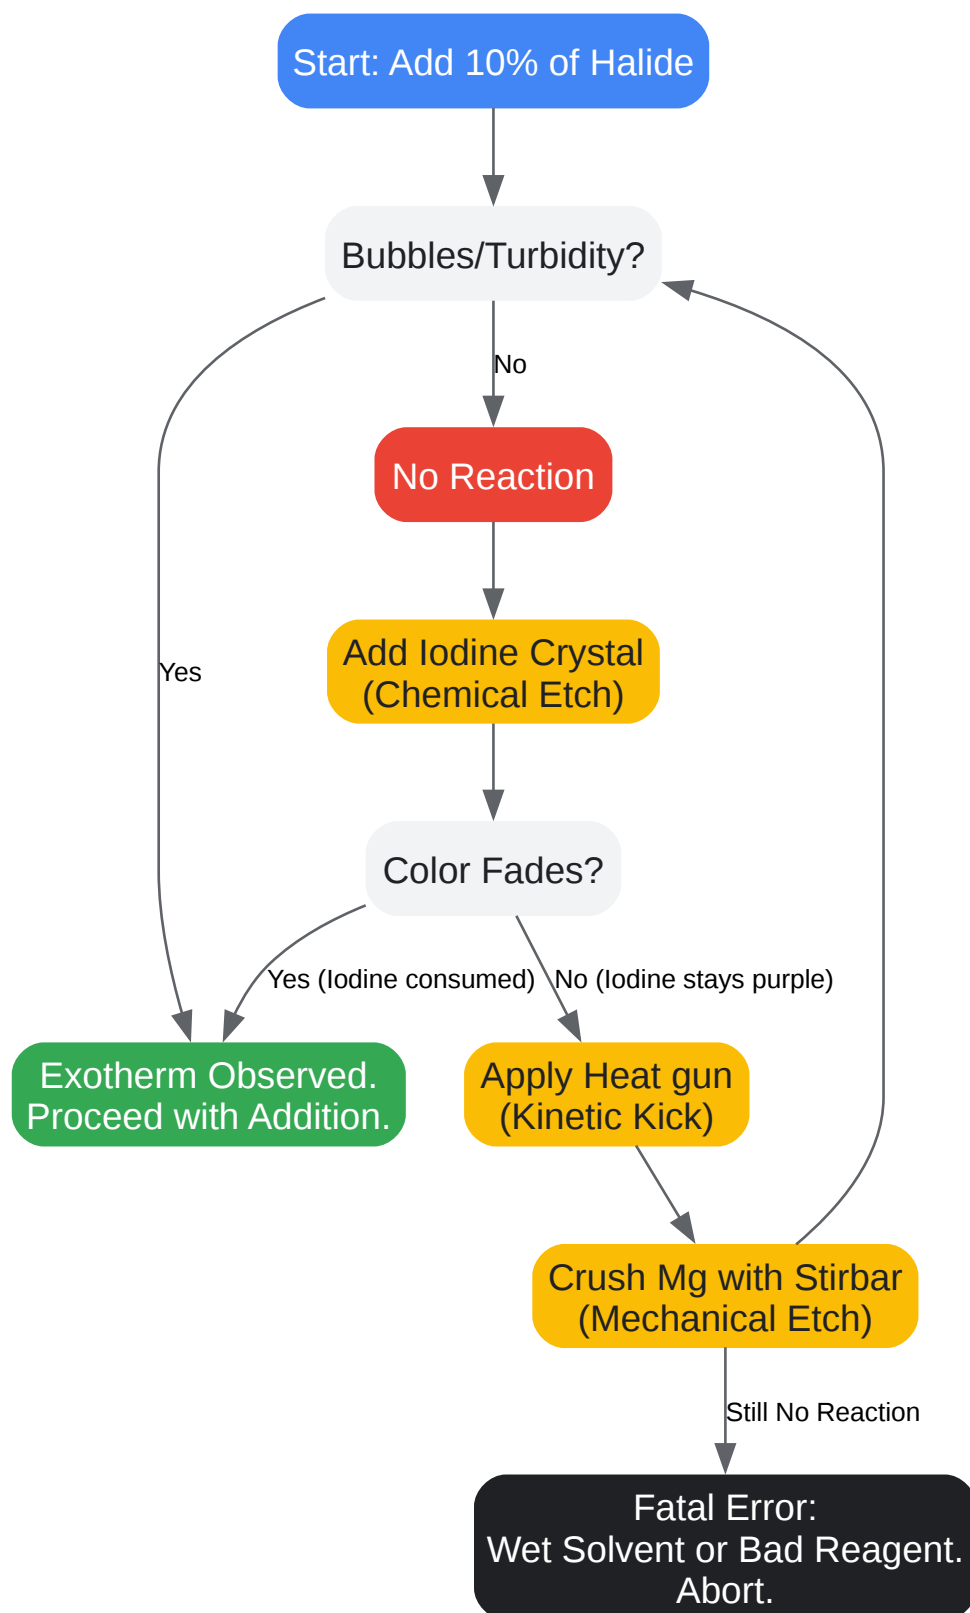 Start: Add 10% of Halide
Bubbles/Turbidity?
No
No Reaction
Add Iodine Crystal
(Chemical Etch)
Yes
Color Fades?
Yes (Iodine consumed)
No (Iodine stays purple)
Exotherm Observed.
Proceed with Addition.
Apply Heat gun
(Kinetic Kick)
Crush Mg with Stirbar
(Mechanical Etch)
Still No Reaction
Fatal Error:
Wet Solvent or Bad Reagent.
Abort.